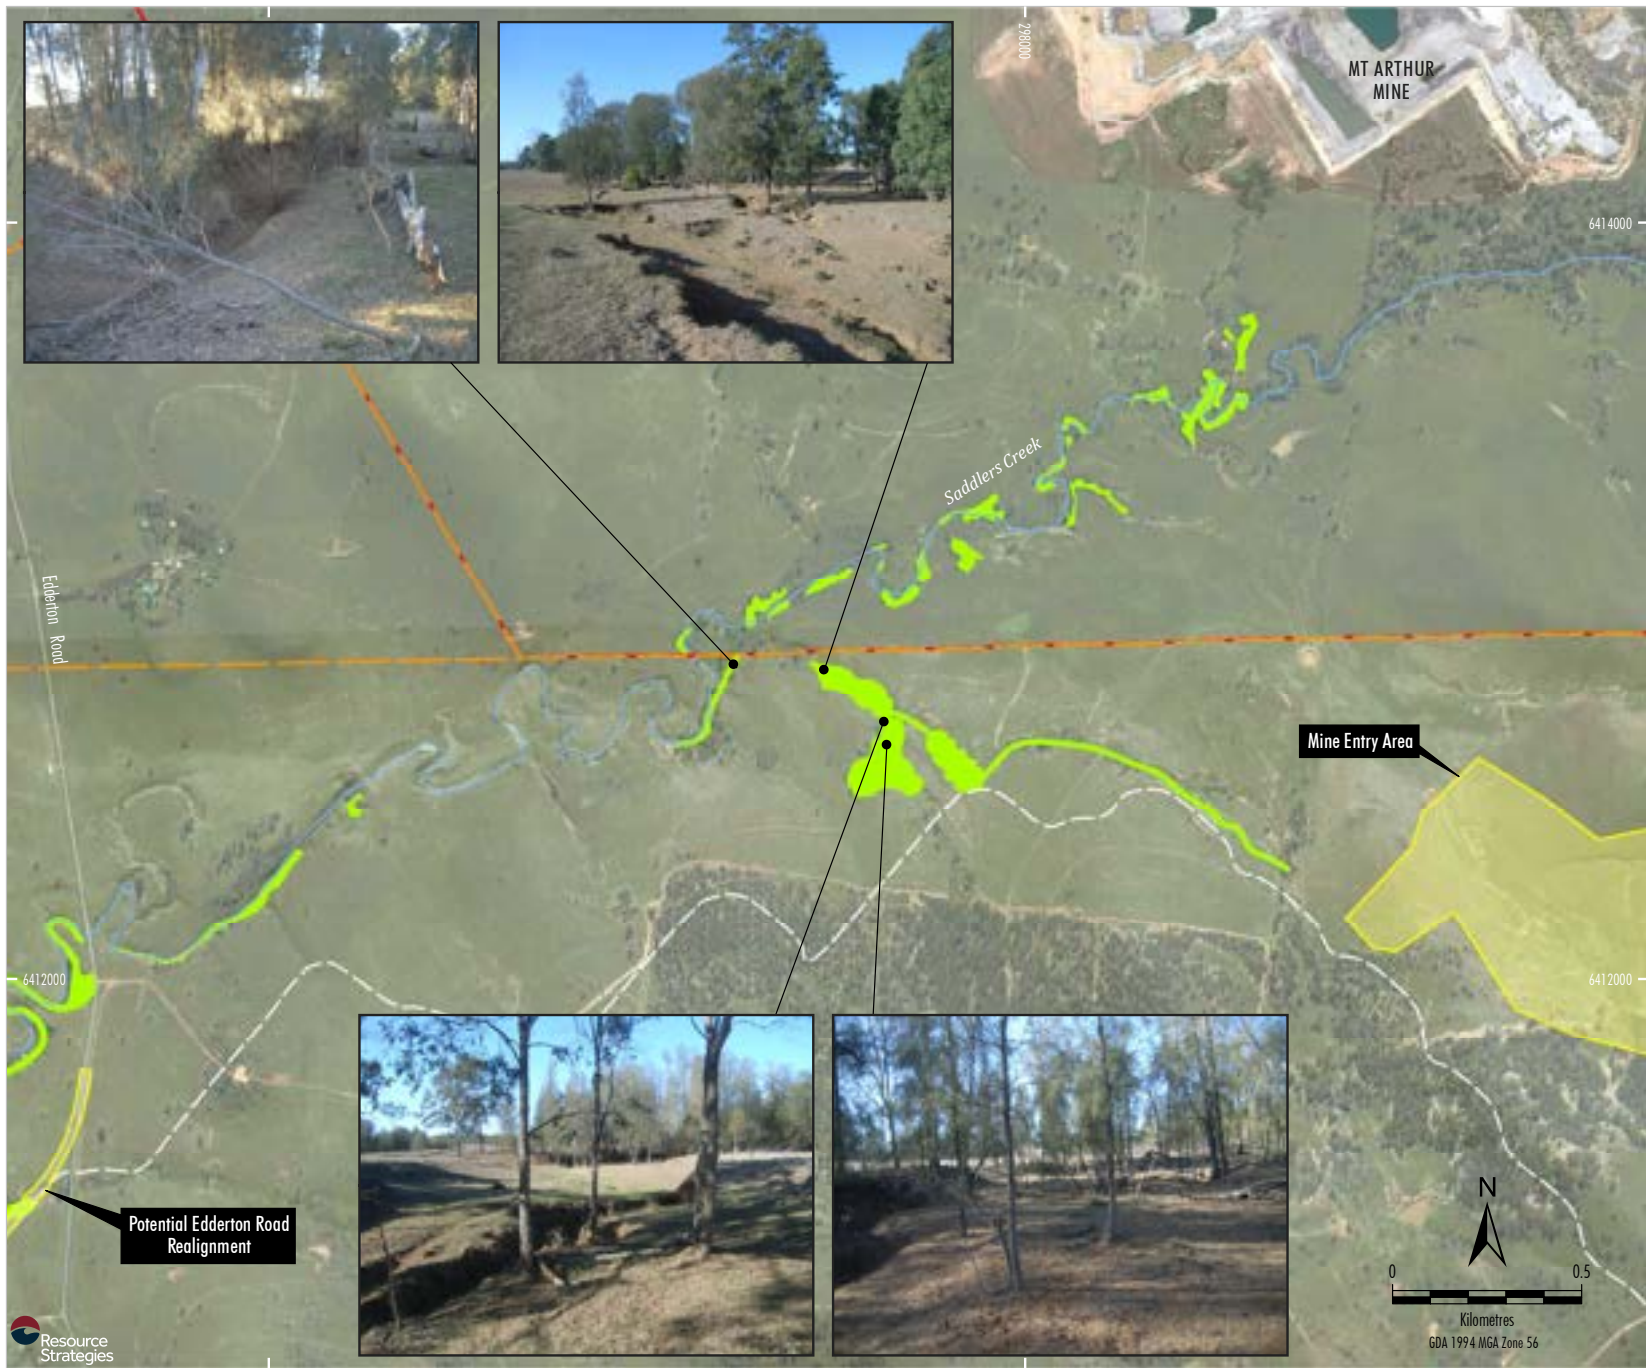 298000
MT ARTHUR
MINE
6414000
Saddlers Creek
Edderton Road
Mine Entry Area
6412000
6412000
Potential Edderton Road
Realignment
N
0 0.5
Kilometres
GDA 1994 MGA Zone 56
Resource
Strategies